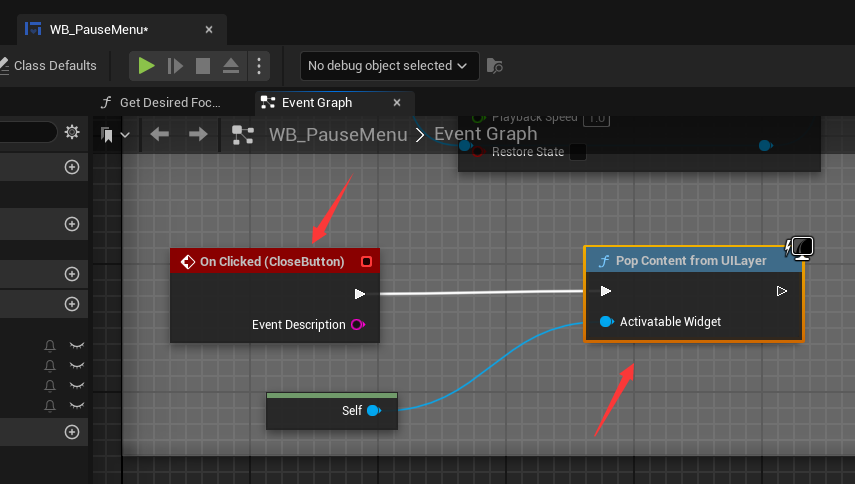 WB_PauseMenu*
Class Defaults
No debug object selected
Get Desired Foc...
Event Graph
WB_PauseMenu > Event Graph
Playback Speed 1.0
Restore State
On Clicked (CloseButton)
Pop Content from UILayer
Event Description
Activatable Widget
Self